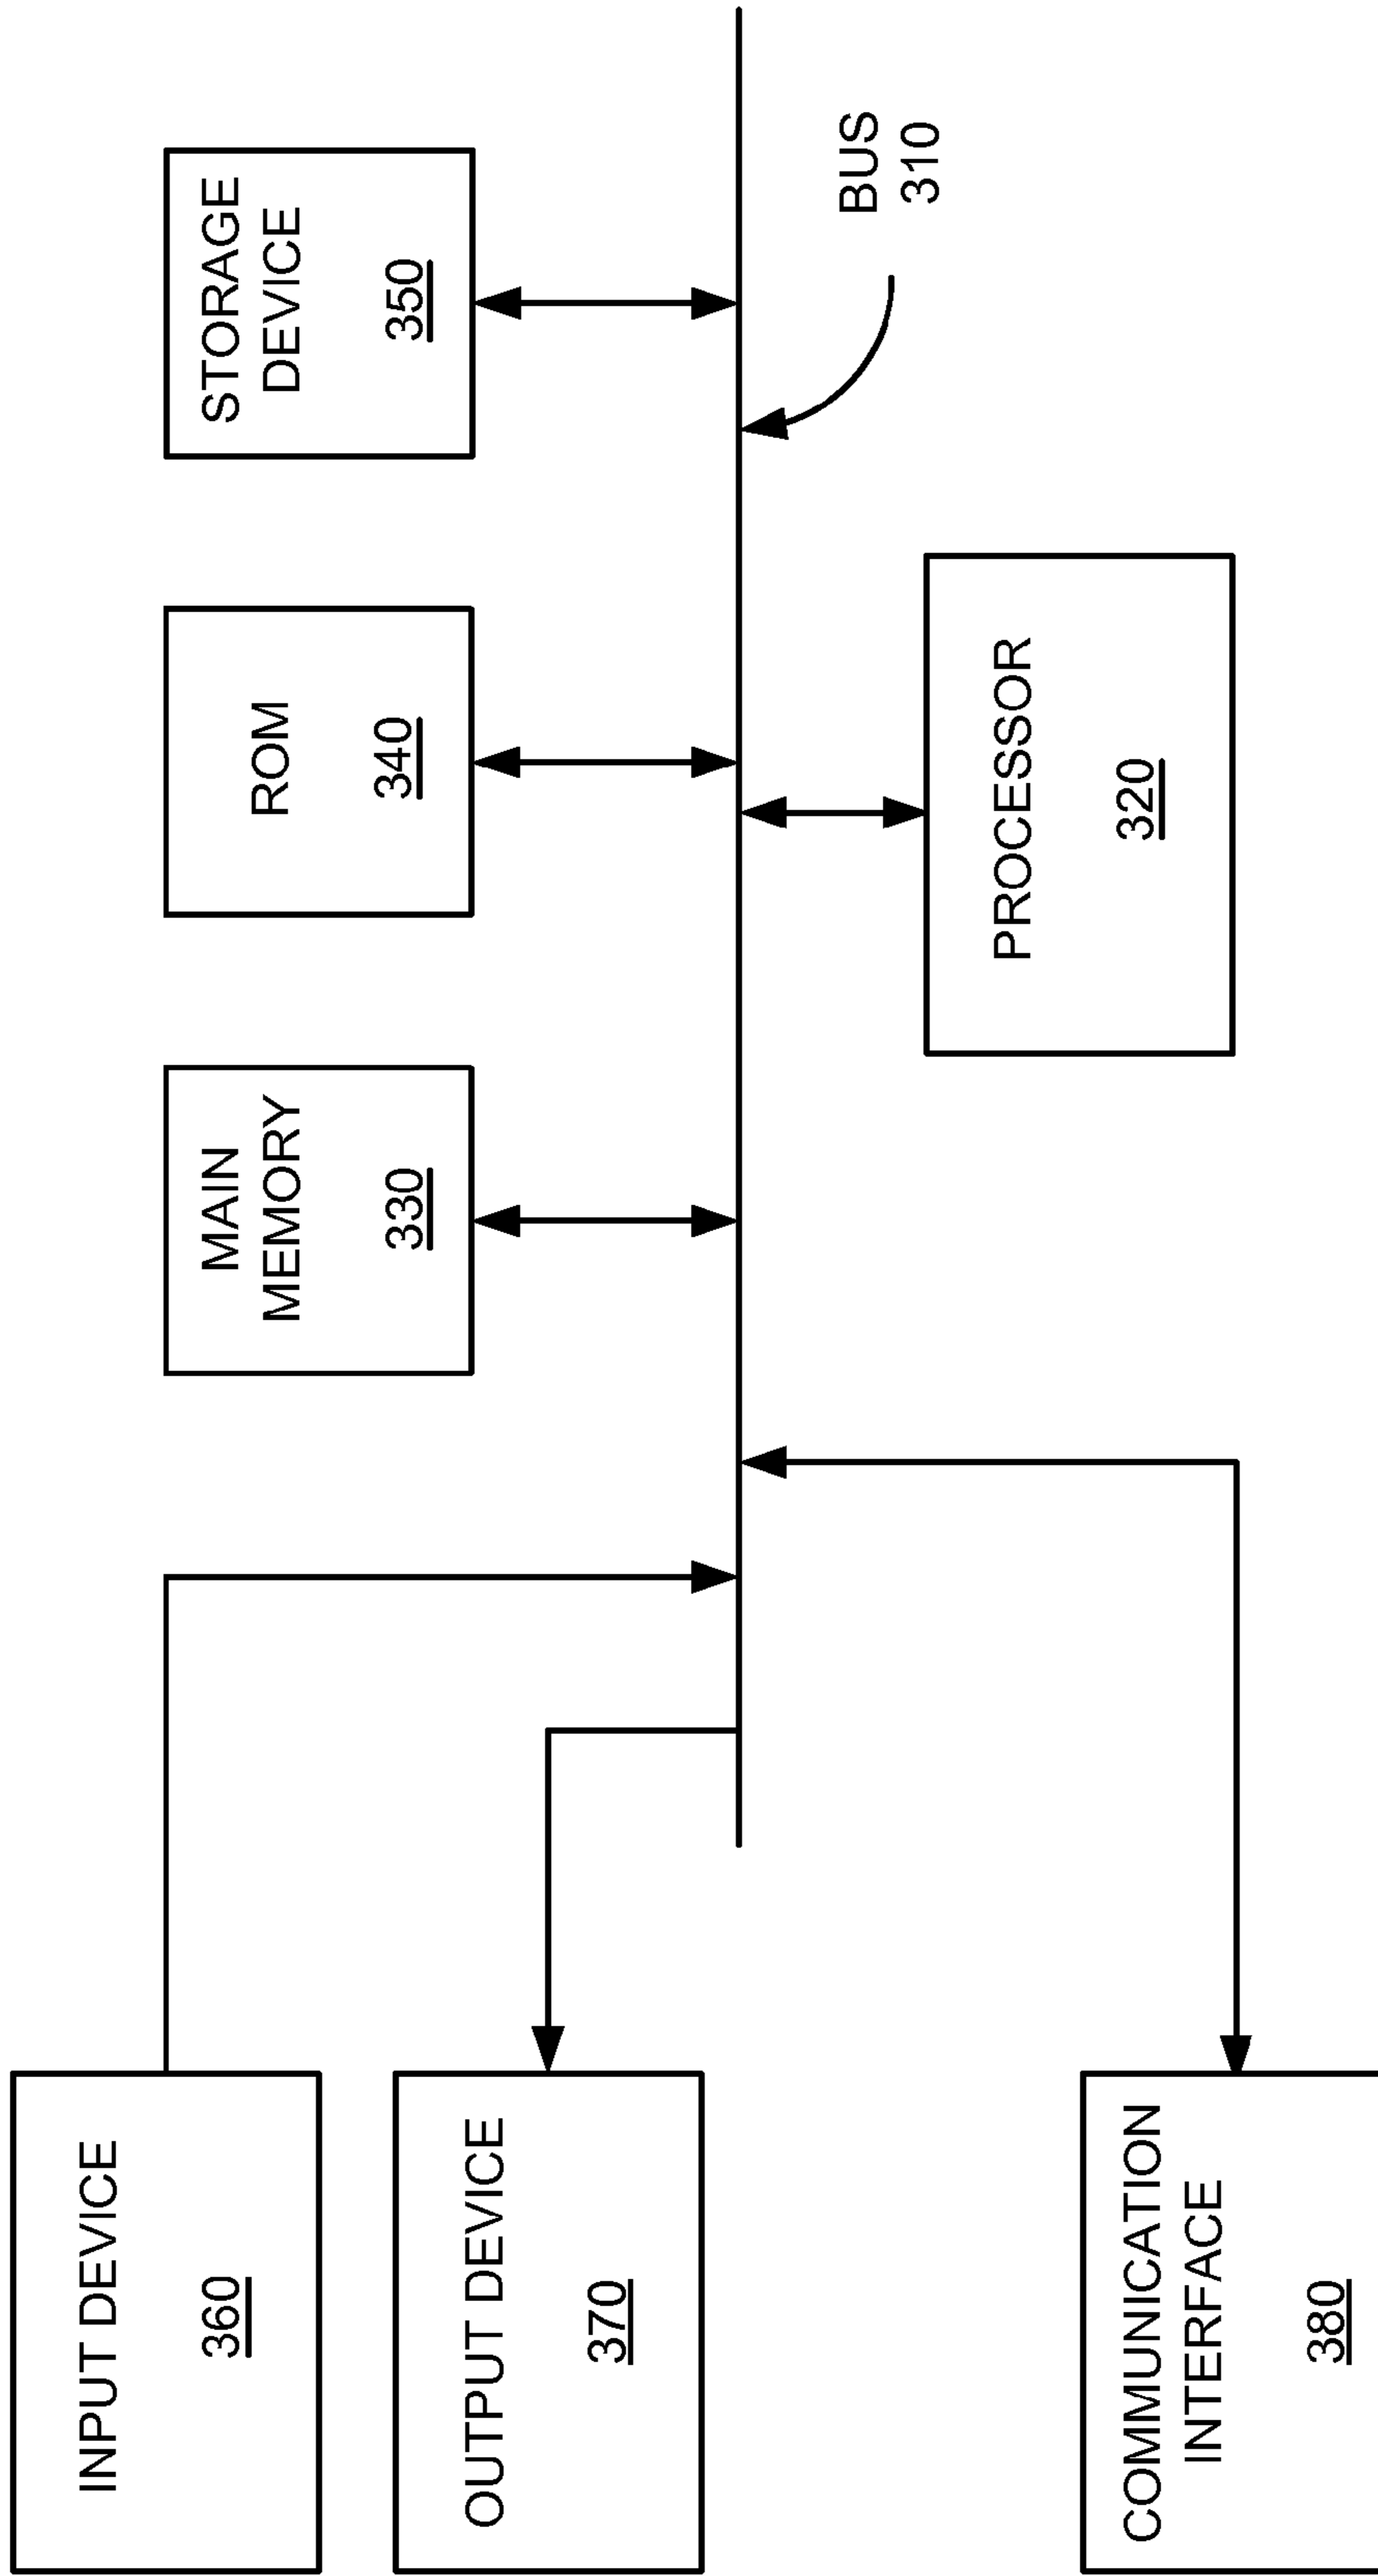 INPUT DEVICE
360
OUTPUT DEVICE
370
COMMUNICATION
INTERFACE
380
MAIN
MEMORY
330
ROM
340
STORAGE
DEVICE
350
PROCESSOR
320
BUS
310